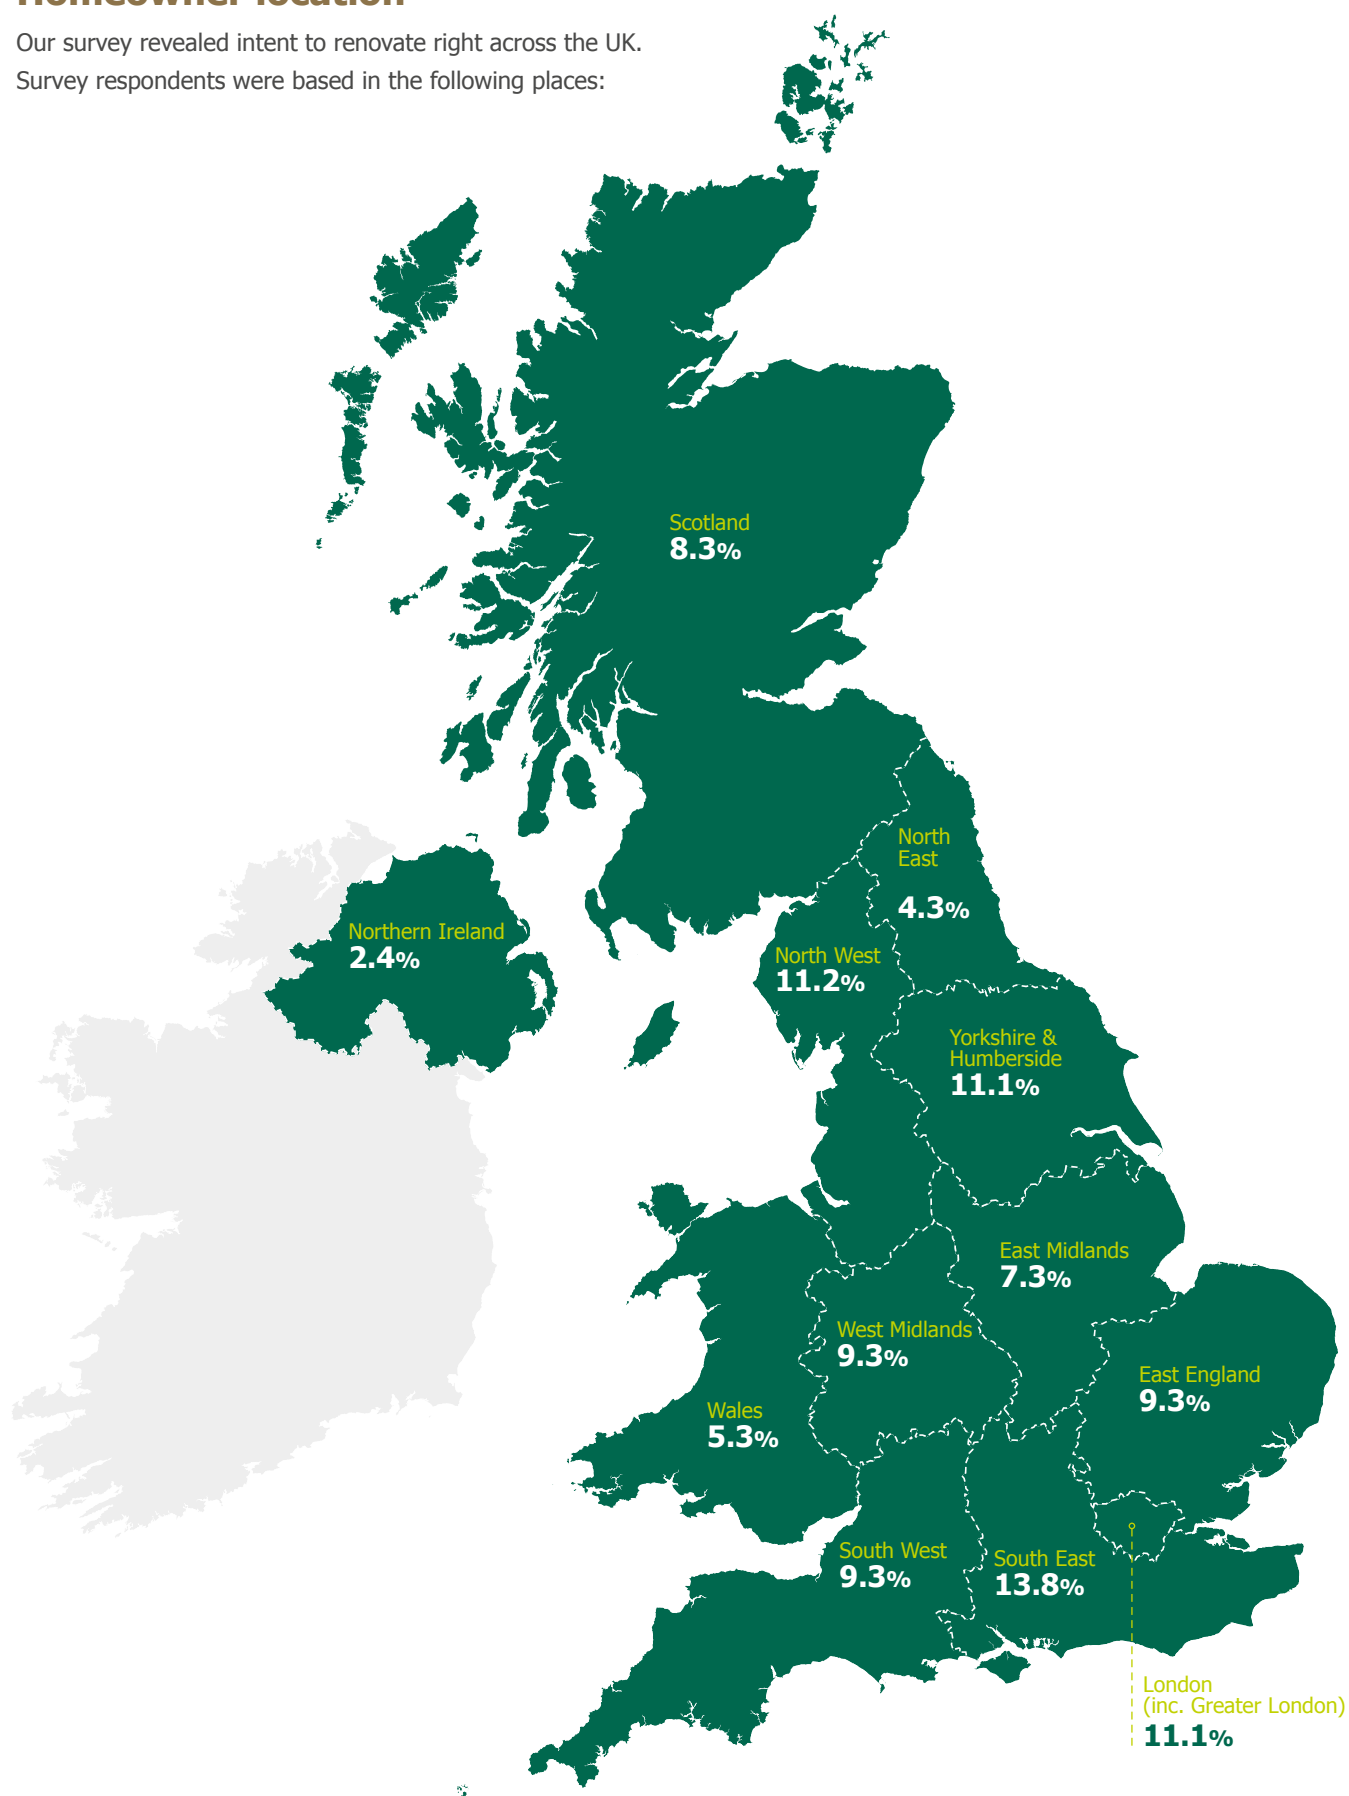 Homeowner location
Our survey revealed intent to renovate right across the UK.
Survey respondents were based in the following places:
Scotland
8.3%
North
East
4.3%
Northern Ireland
2.4%
North West
11.2%
Yorkshire &
Humberside
11.1%
East Midlands
7.3%
West Midlands
9.3%
East England
9.3%
Wales
5.3%
South West
9.3%
South East
13.8%
London
(inc. Greater London)
11.1%